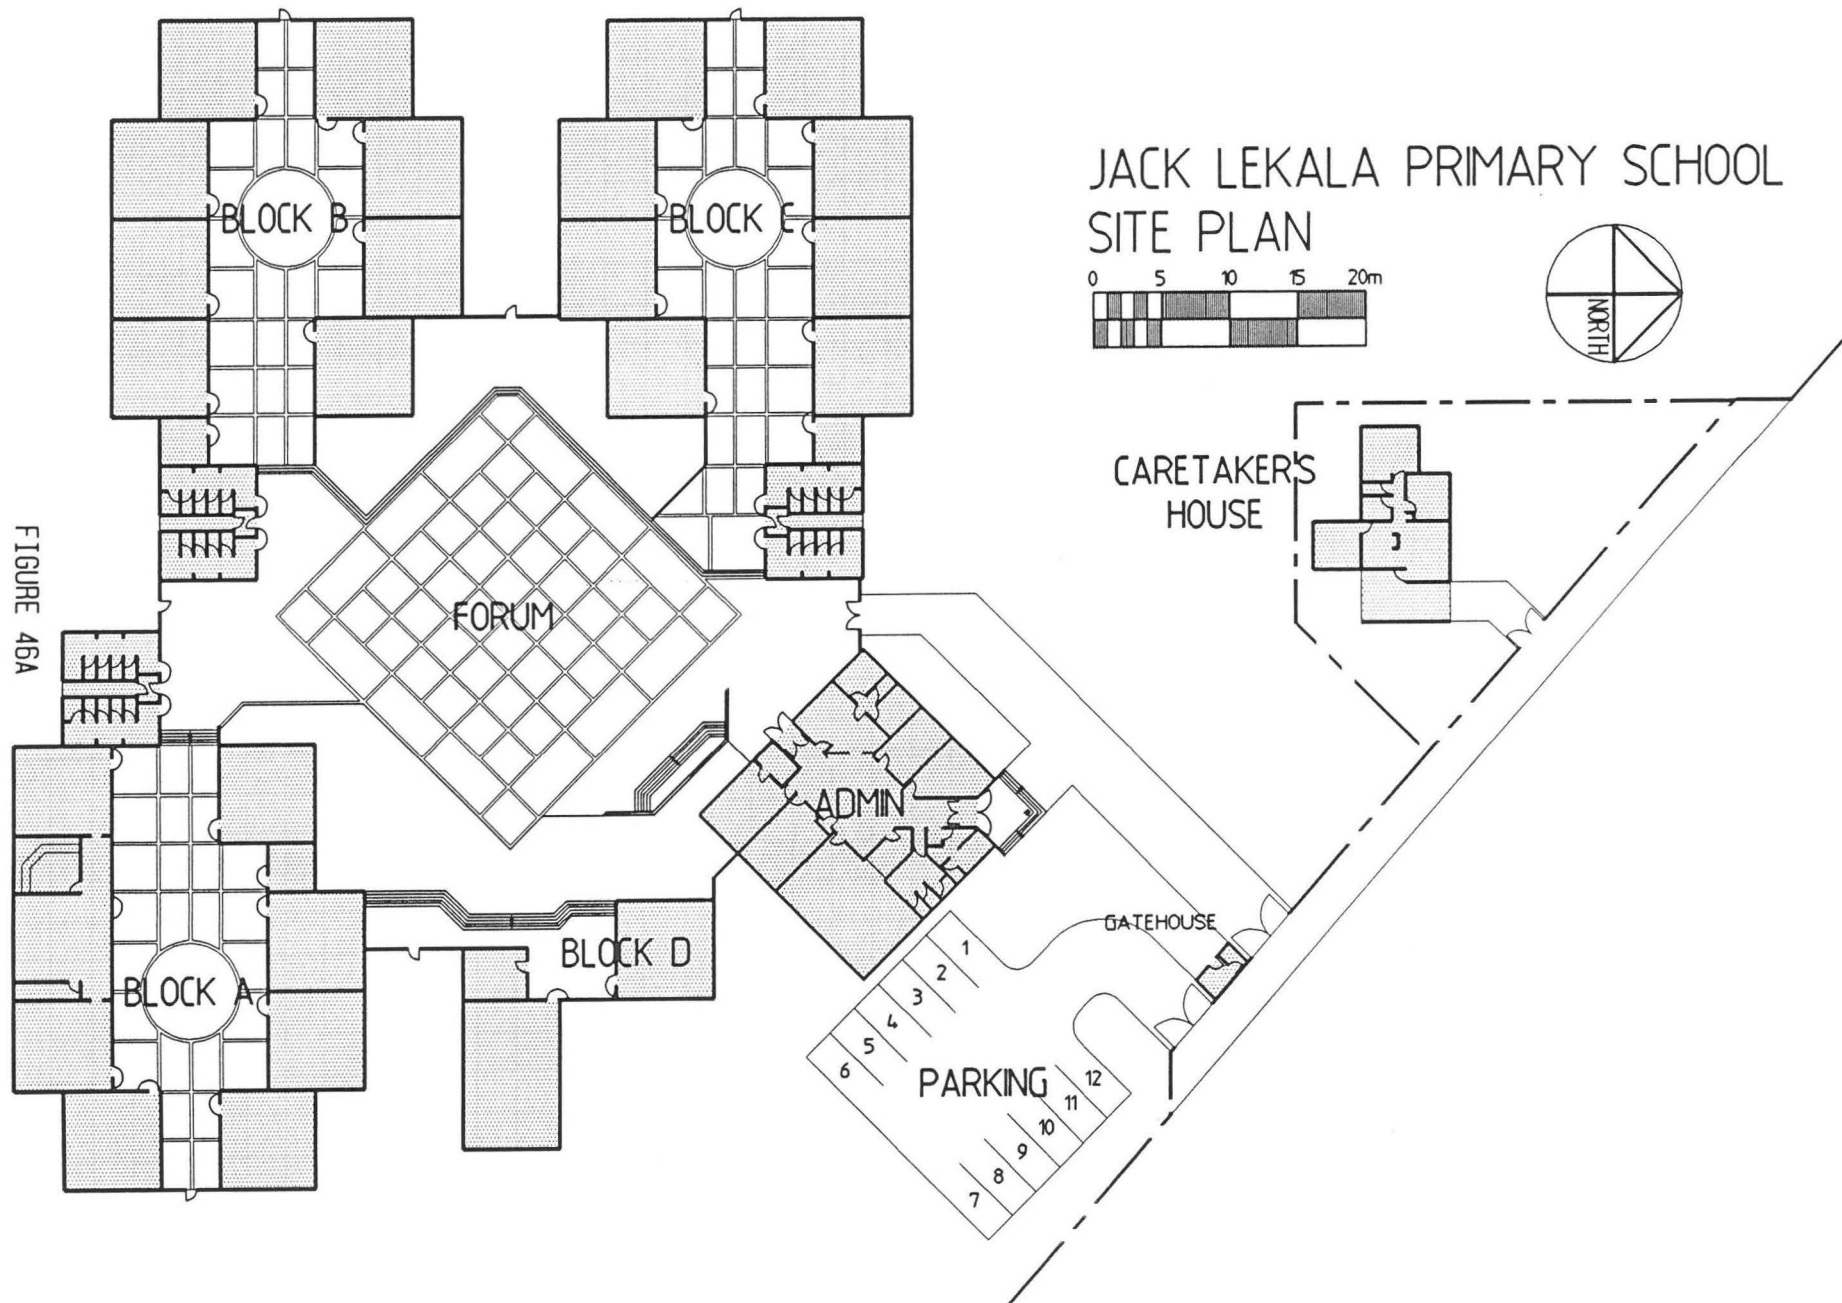 JACK LEKALA PRIMARY SCHOOL
SITE PLAN
0 5 10 15 20m
NORTH
BLOCK B
BLOCK C
CARETAKER'S
HOUSE
FORUM
FIGURE 46A
ADMIN
GATEHOUSE
BLOCK D
BLOCK A
PARKING
1
2
3
4
5
6
12
11
10
9
8
7